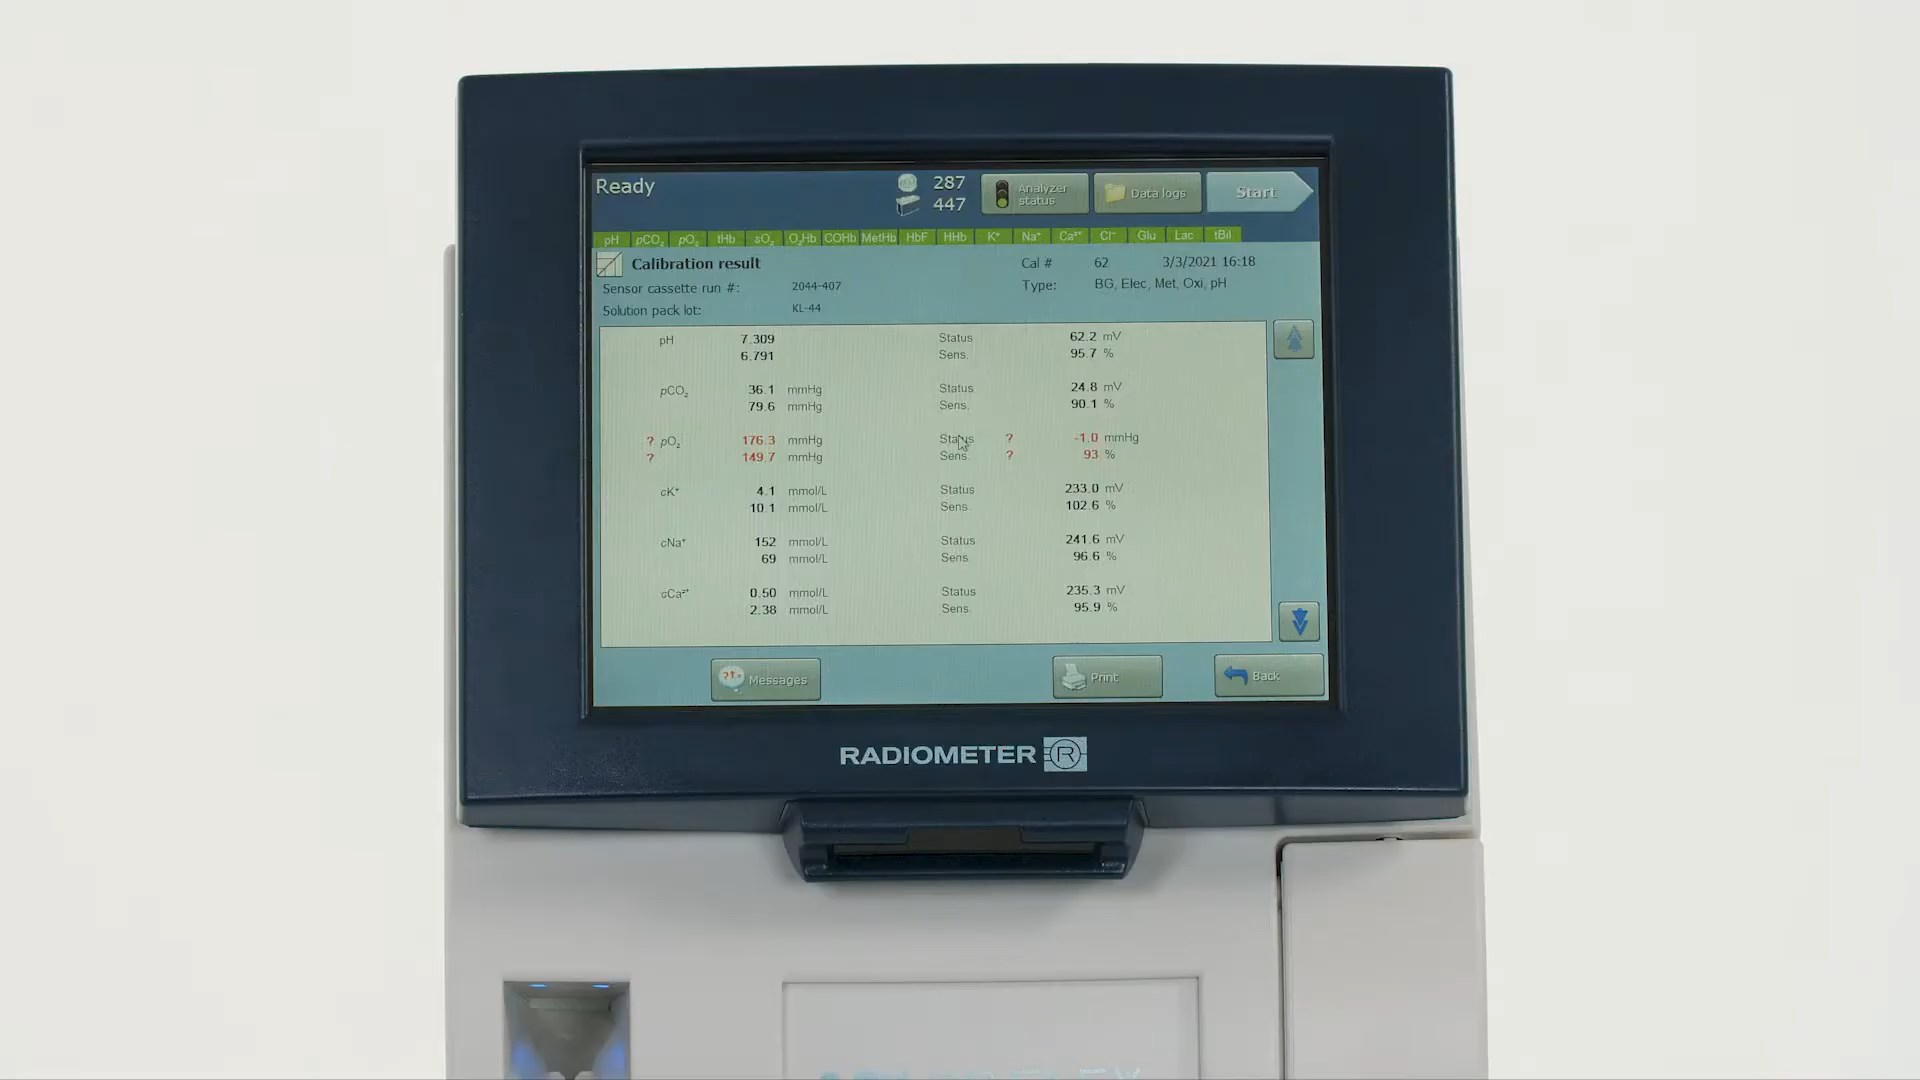 Ready
287
447
Analyzer status
Data logs
Start
pH pCO₂ pO₂ tHb sO₂ O₂Hb COHb MetHb HbF HHb K⁺ Na⁺ Ca²⁺ Cl⁻ Glu Lac tBil
Calibration result Cal # 62 3/3/2021 16:18
Sensor cassette run #: 2044-407 Type: BG, Elec, Met, Oxi, pH
Solution pack lot: KL-44
pH 7.309 Status 62.2 mV
6.791 Sens. 95.7 %
pCO₂ 36.1 mmHg Status 24.8 mV
79.6 mmHg Sens. 90.1 %
? pO₂ 176.3 mmHg Status ? -1.0 mmHg
? 149.7 mmHg Sens. ? 93 %
cK⁺ 4.1 mmol/L Status 233.0 mV
10.1 mmol/L Sens. 102.6 %
cNa⁺ 152 mmol/L Status 241.6 mV
69 mmol/L Sens. 96.6 %
cCa²⁺ 0.50 mmol/L Status 235.3 mV
2.38 mmol/L Sens. 95.9 %
Messages Print Back
RADIOMETER R